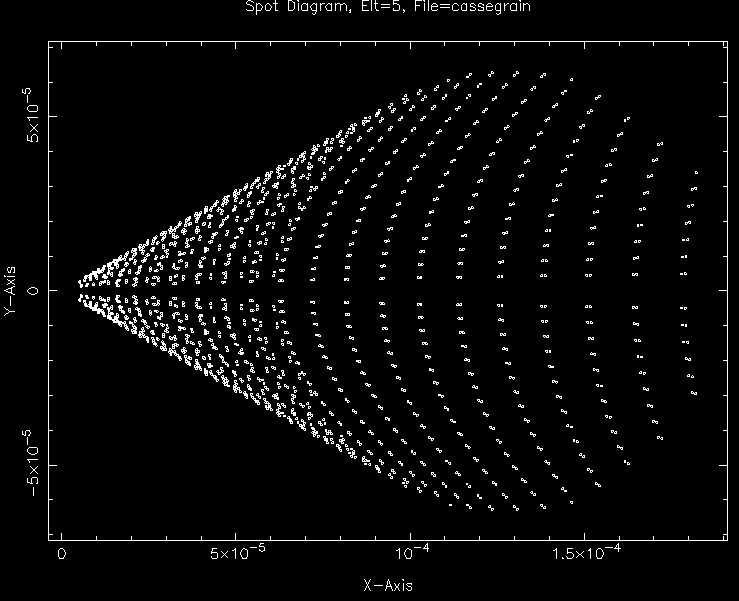 Spot Diagram, Elt=5, File=cassegrain
5×10⁻⁵
0
−5×10⁻⁵
Y-Axis
0
5×10⁻⁵
10⁻⁴
1.5×10⁻⁴
X-Axis